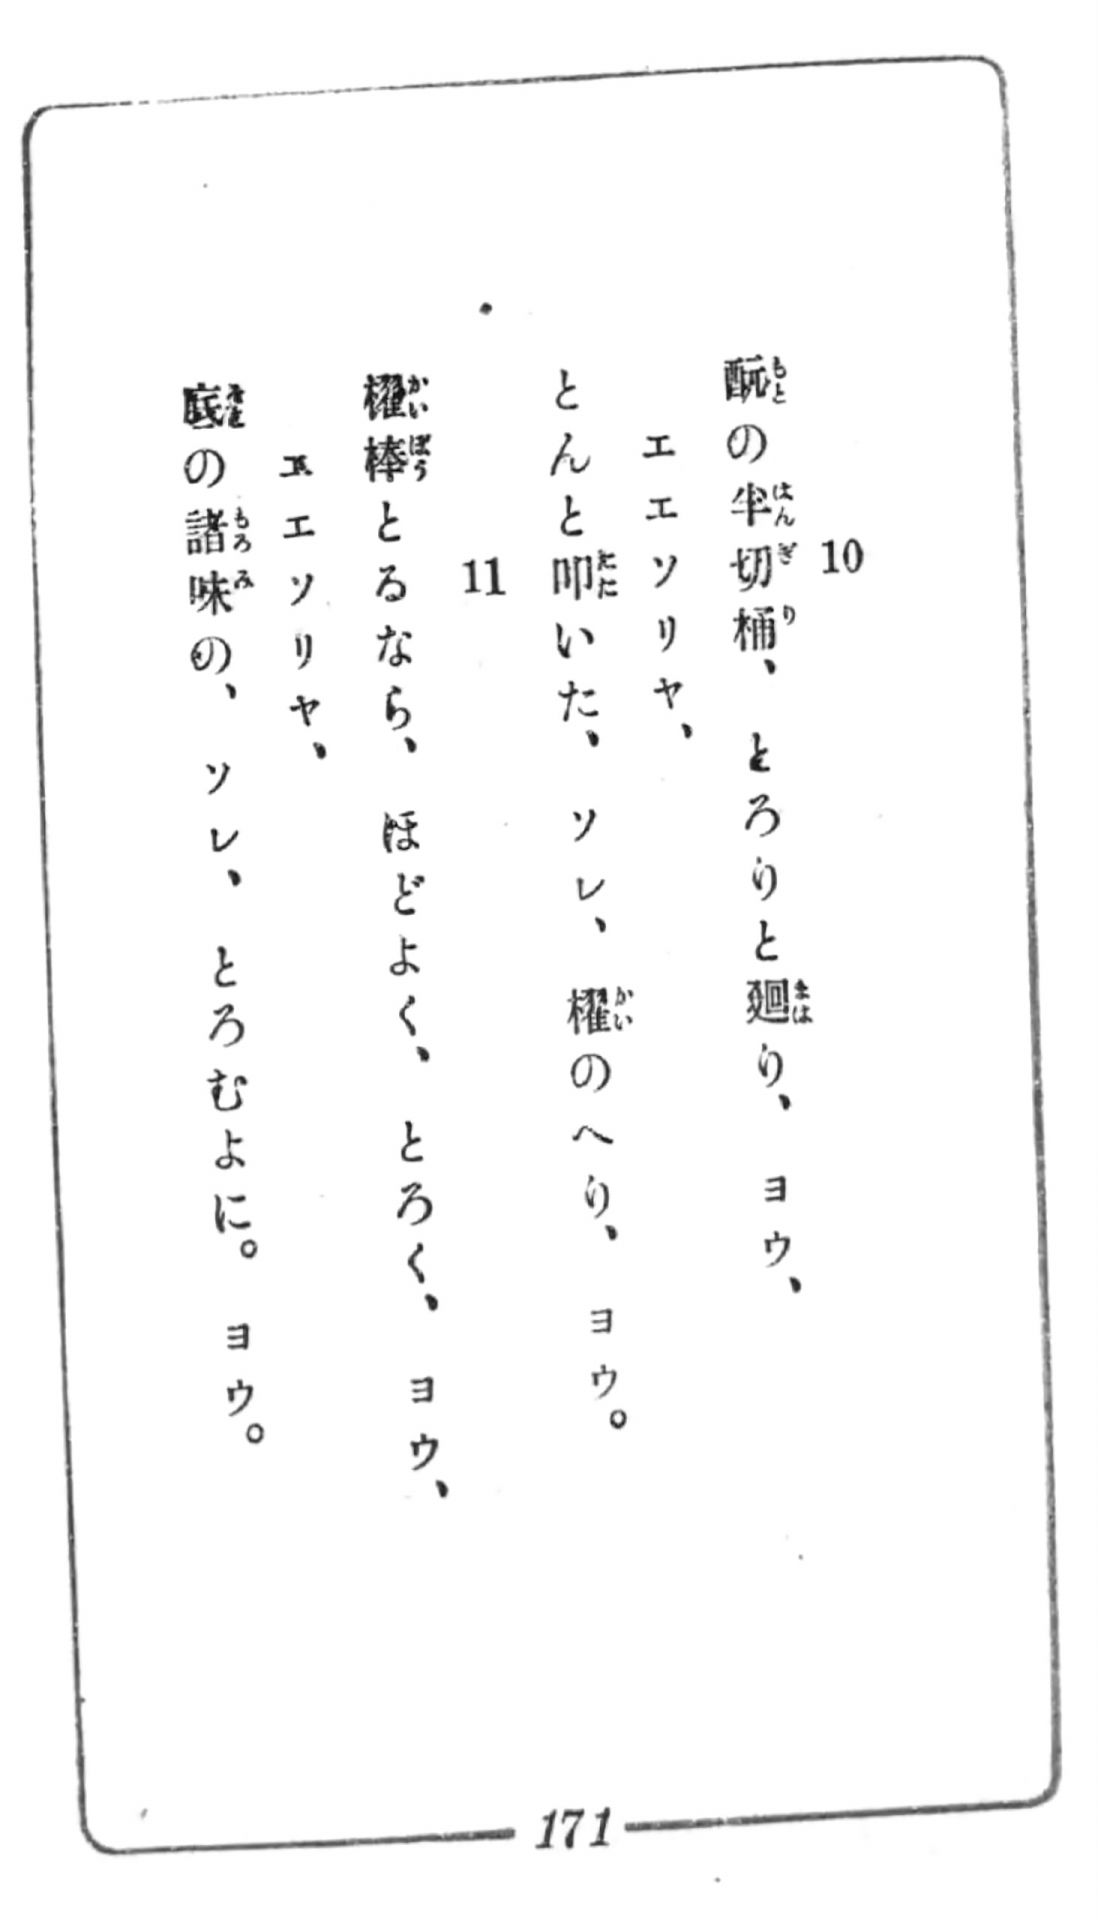 10
酛の半切桶、とろりと廻り、ヨウ、
エエソリヤ、
とんと叩いた、ソレ、櫂のへり、ヨウ。
11
櫂棒とるなら、ほどよく、とろく、ヨウ、
エエソリヤ、
底の諸味の、ソレ、とろむよに。ヨウ。
171